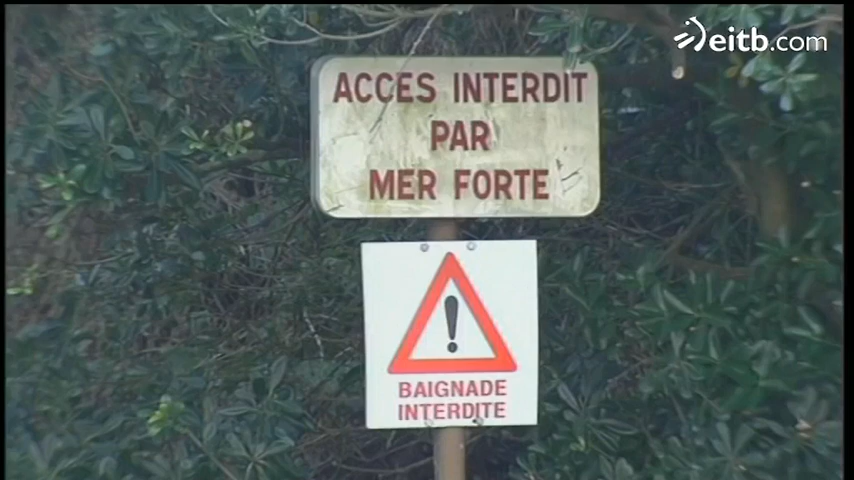 eitb.com
ACCES INTERDIT
PAR
MER FORTE
BAIGNADE
INTERDITE